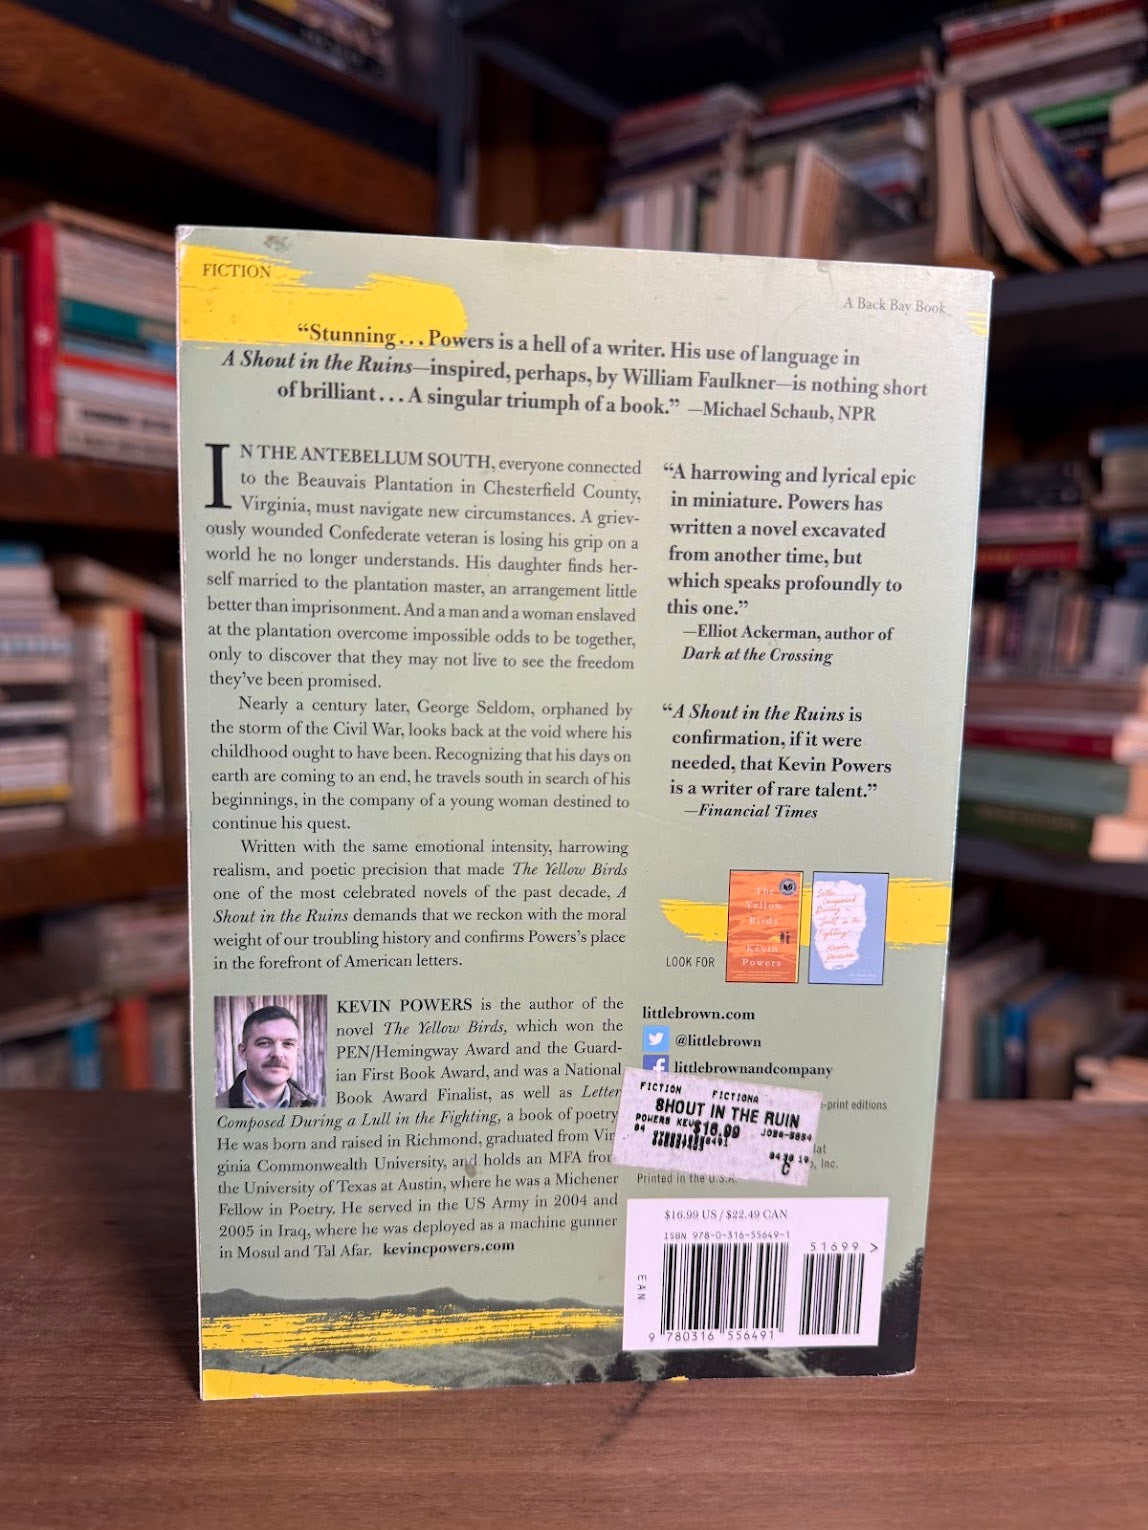 FICTION
A Back Bay Book
“Stunning... Powers is a hell of a writer. His use of language in
A Shout in the Ruins—inspired, perhaps, by William Faulkner—is nothing short
of brilliant... A singular triumph of a book.” —Michael Schaub, NPR
IN THE ANTEBELLUM SOUTH, everyone connected
to the Beauvais Plantation in Chesterfield County,
Virginia, must navigate new circumstances. A griev-
ously wounded Confederate veteran is losing his grip on a
world he no longer understands. His daughter finds her-
self married to the plantation master, an arrangement little
better than imprisonment. And a man and a woman enslaved
at the plantation overcome impossible odds to be together,
only to discover that they may not live to see the freedom
they’ve been promised.
Nearly a century later, George Seldom, orphaned by
the storm of the Civil War, looks back at the void where his
childhood ought to have been. Recognizing that his days on
earth are coming to an end, he travels south in search of his
beginnings, in the company of a young woman destined to
continue his quest.
Written with the same emotional intensity, harrowing
realism, and poetic precision that made The Yellow Birds
one of the most celebrated novels of the past decade, A
Shout in the Ruins demands that we reckon with the moral
weight of our troubling history and confirms Powers’s place
in the forefront of American letters.
“A harrowing and lyrical epic
in miniature. Powers has
written a novel excavated
from another time, but
which speaks profoundly to
this one.”
—Elliot Ackerman, author of
Dark at the Crossing
“A Shout in the Ruins is
confirmation, if it were
needed, that Kevin Powers
is a writer of rare talent.”
—Financial Times
LOOK FOR
The
Yellow
Birds
Kevin
Powers
Letter
Composed
During a
Lull in the
Fighting
Kevin
Powers
KEVIN POWERS is the author of the
novel The Yellow Birds, which won the
PEN/Hemingway Award and the Guard-
ian First Book Award, and was a National
Book Award Finalist, as well as Letter
Composed During a Lull in the Fighting, a book of poetry
He was born and raised in Richmond, graduated from Vir
ginia Commonwealth University, and holds an MFA from
the University of Texas at Austin, where he was a Michener
Fellow in Poetry. He served in the US Army in 2004 and
2005 in Iraq, where he was deployed as a machine gunner
in Mosul and Tal Afar. kevincpowers.com
littlebrown.com
@littlebrown
littlebrownandcompany
e-print editions
FICTION FICTIONA
SHOUT IN THE RUIN
POWERS KEV $16.99
C
lat
, Inc.
Printed in the U.S.A.
$16.99 US / $22.49 CAN
ISBN 978-0-316-55649-1
51699 >
EAN
9 780316 556491